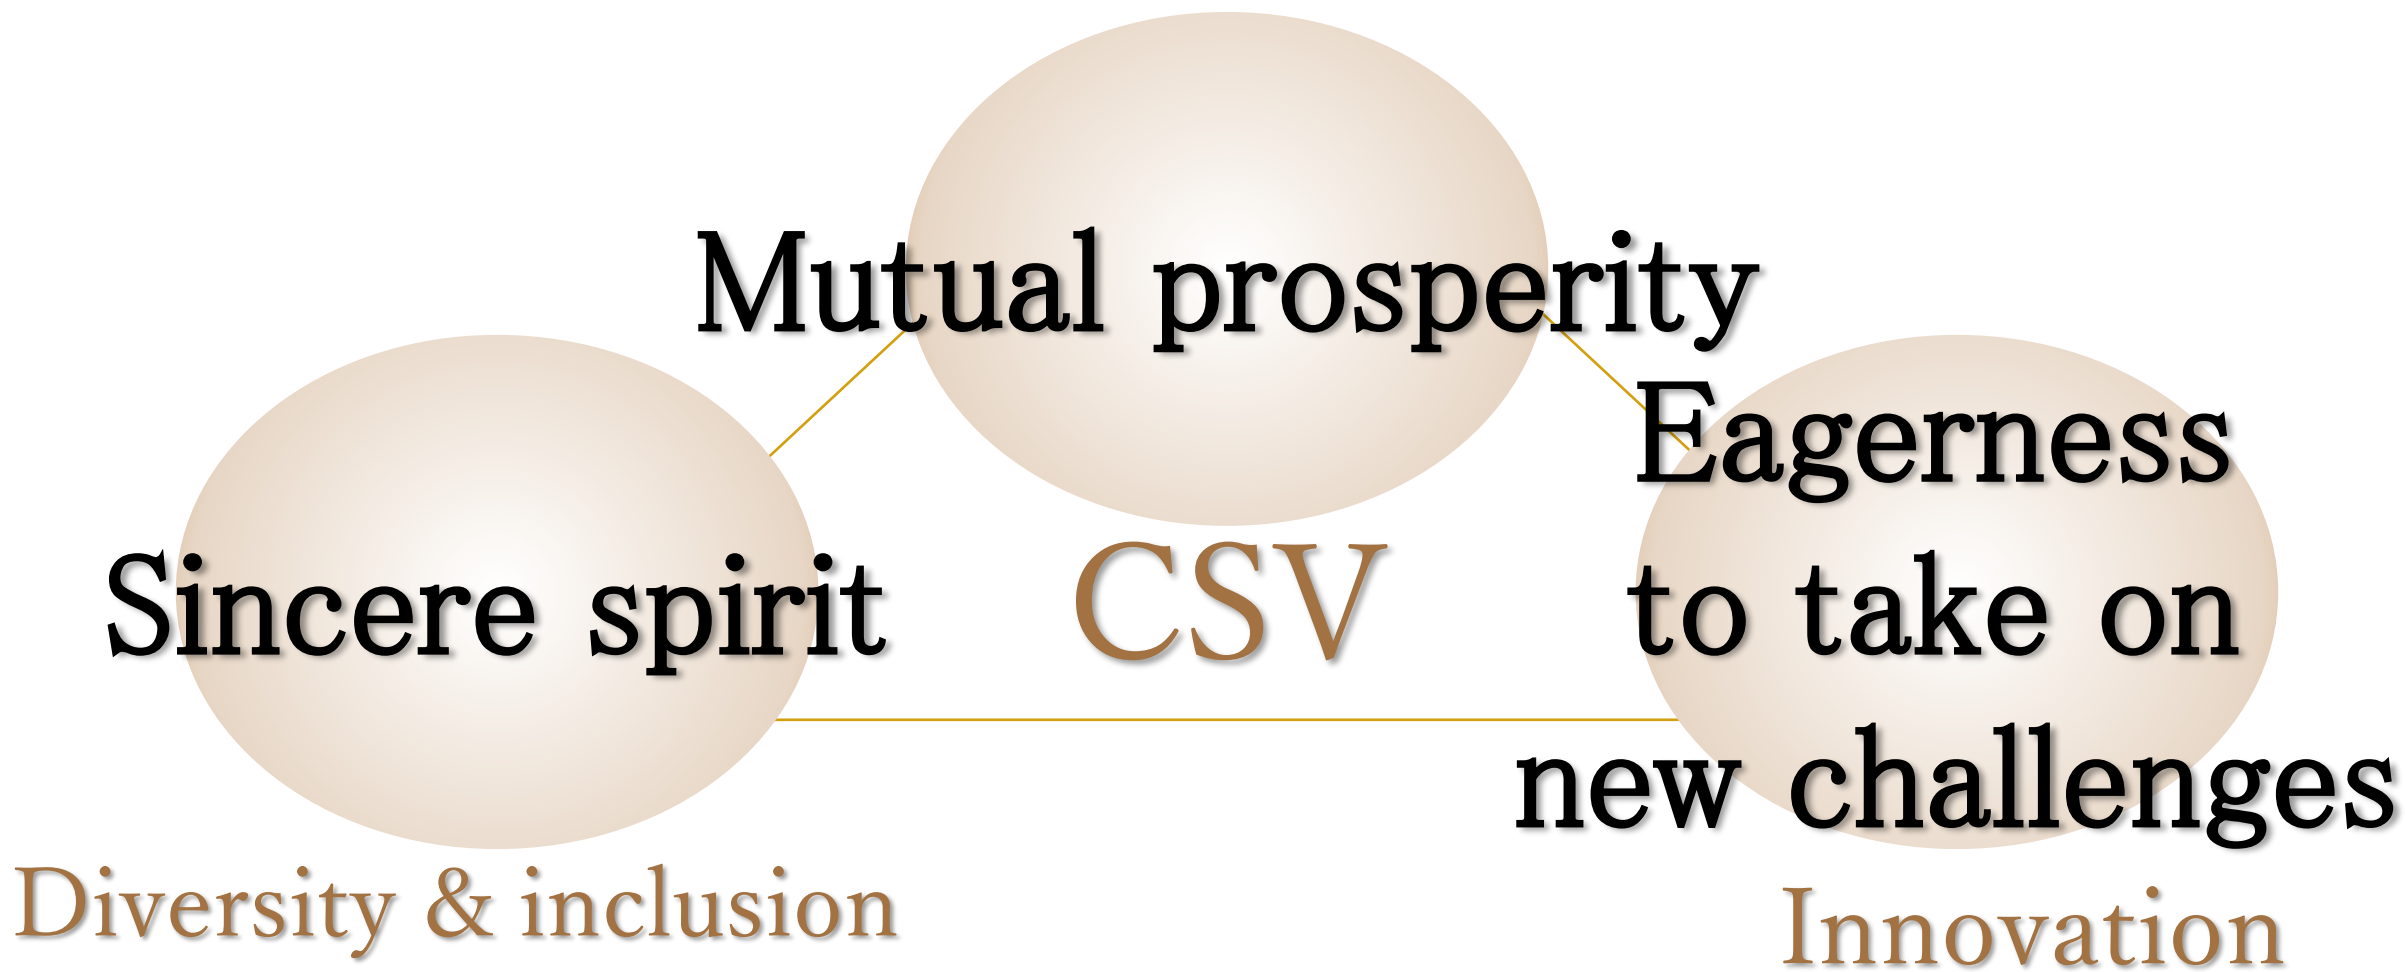 Mutual prosperity
Sincere spirit
CSV
Eagerness
to take on
new challenges
Diversity & inclusion
Innovation